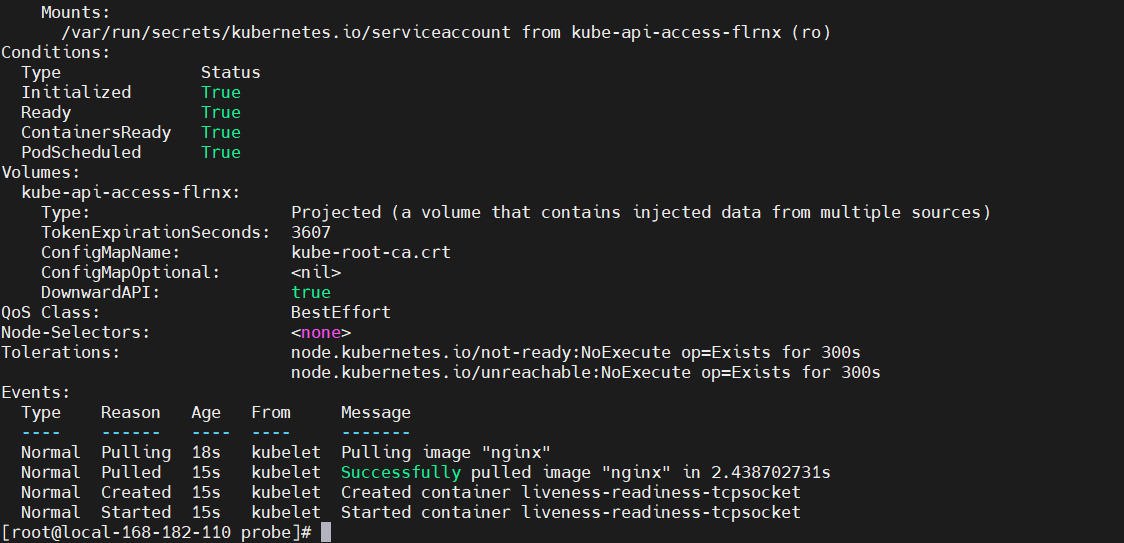 Mounts:
      /var/run/secrets/kubernetes.io/serviceaccount from kube-api-access-flrnx (ro)
Conditions:
  Type              Status
  Initialized       True
  Ready             True
  ContainersReady   True
  PodScheduled      True
Volumes:
  kube-api-access-flrnx:
    Type:                    Projected (a volume that contains injected data from multiple sources)
    TokenExpirationSeconds:  3607
    ConfigMapName:           kube-root-ca.crt
    ConfigMapOptional:       <nil>
    DownwardAPI:             true
QoS Class:                   BestEffort
Node-Selectors:              <none>
Tolerations:                 node.kubernetes.io/not-ready:NoExecute op=Exists for 300s
                             node.kubernetes.io/unreachable:NoExecute op=Exists for 300s
Events:
  Type    Reason   Age   From     Message
  ----    ------   ----  ----     -------
  Normal  Pulling  18s   kubelet  Pulling image "nginx"
  Normal  Pulled   15s   kubelet  Successfully pulled image "nginx" in 2.438702731s
  Normal  Created  15s   kubelet  Created container liveness-readiness-tcpsocket
  Normal  Started  15s   kubelet  Started container liveness-readiness-tcpsocket
[root@local-168-182-110 probe]#